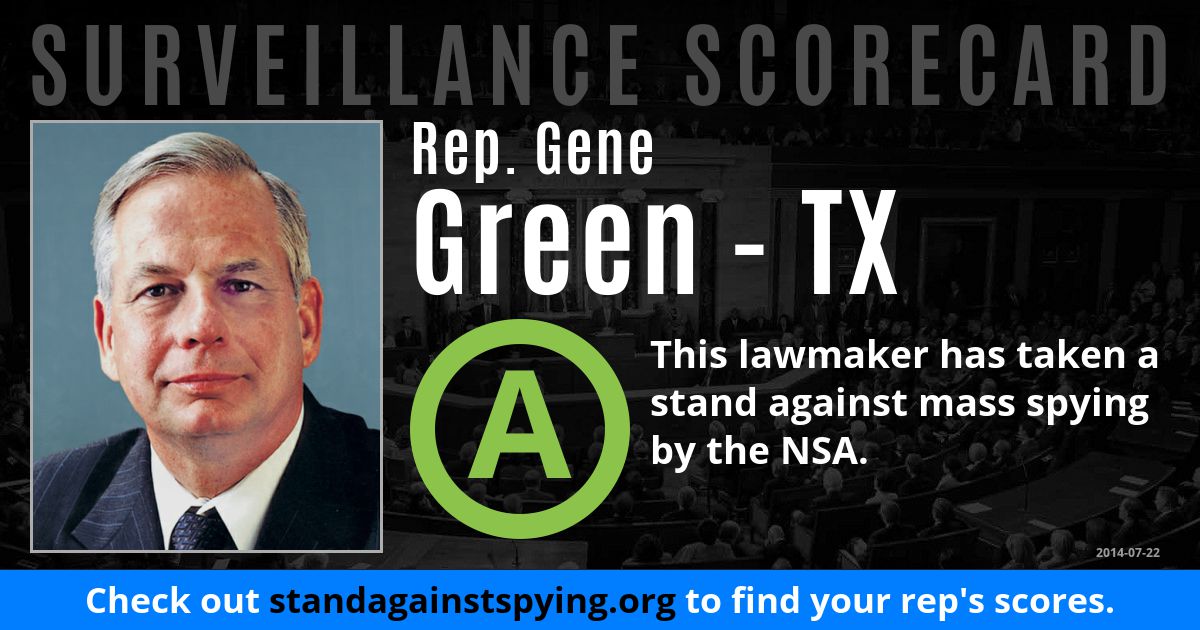 SURVEILLANCE SCORECARD
Rep. Gene
Green - TX
A
This lawmaker has taken a
stand against mass spying
by the NSA.
2014-07-22
Check out standagainstspying.org to find your rep's scores.